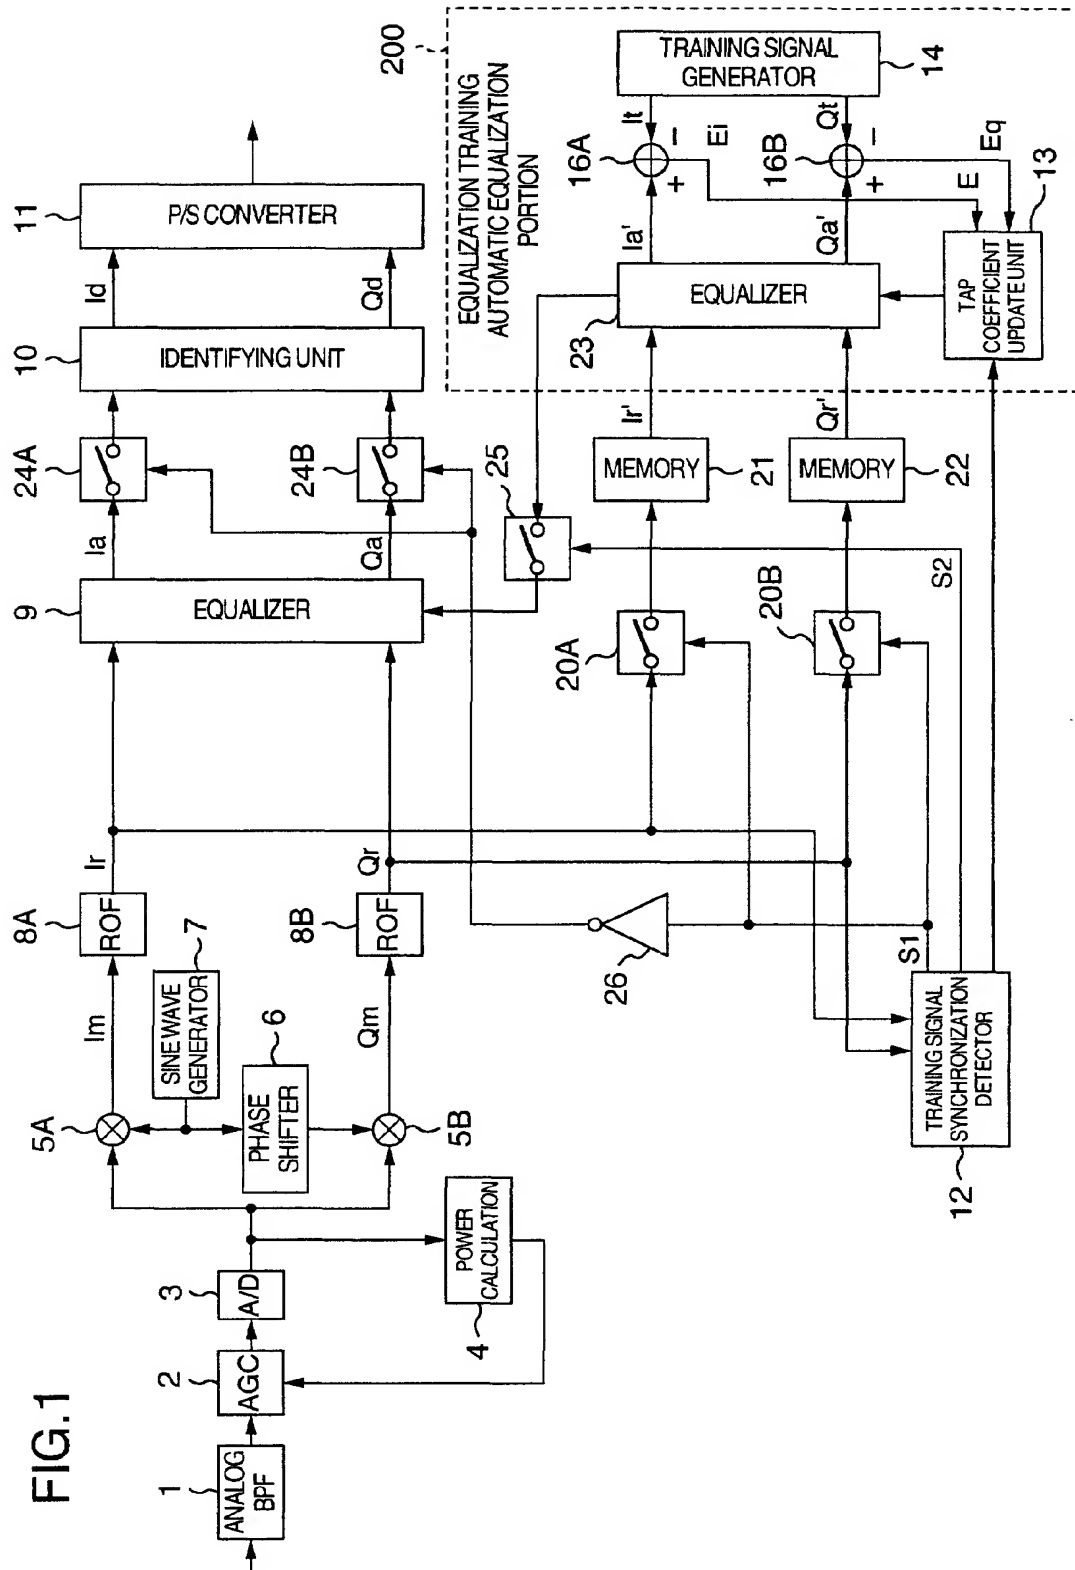 FIG.1
1
ANALOG
BPF
2
AGC
3
A/D
4
POWER
CALCULATION
5A
5B
6
PHASE
SHIFTER
7
SINE WAVE
GENERATOR
Im
Qm
8A
ROF
8B
ROF
Ir
Qr
9
EQUALIZER
Ia
Qa
24A
24B
10
IDENTIFYING UNIT
Id
Qd
11
P/S CONVERTER
12
TRAINING SIGNAL
SYNCHRONIZATION
DETECTOR
S1
S2
26
20A
20B
25
MEMORY
21
MEMORY
22
Ir'
Qr'
200
EQUALIZATION TRAINING
AUTOMATIC EQUALIZATION
PORTION
23
EQUALIZER
Ia'
Qa'
16A
16B
+
−
+
−
Ei
Eq
E
It
Qt
TRAINING SIGNAL
GENERATOR
14
13
TAP
COEFFICIENT
UPDATE UNIT